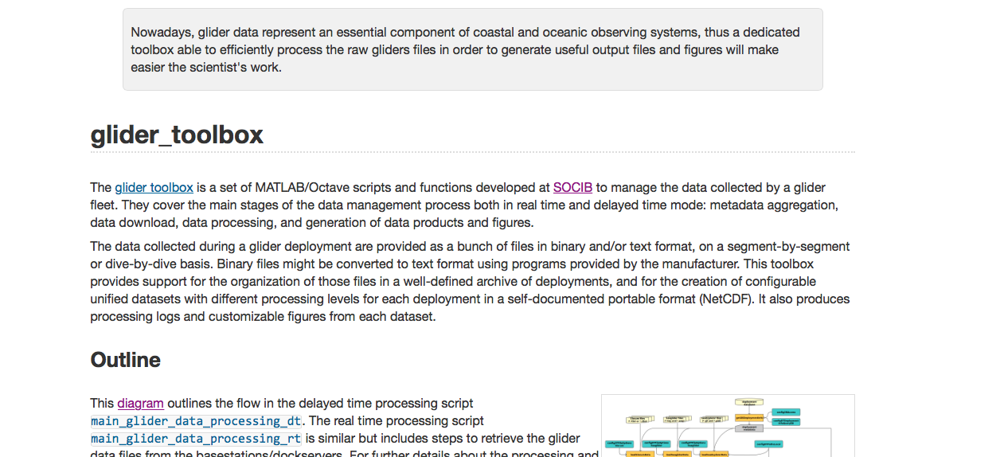 Nowadays, glider data represent an essential component of coastal and oceanic observing systems, thus a dedicated
toolbox able to efficiently process the raw gliders files in order to generate useful output files and figures will make
easier the scientist's work.
glider_toolbox
The glider toolbox is a set of MATLAB/Octave scripts and functions developed at SOCIB to manage the data collected by a glider
fleet. They cover the main stages of the data management process both in real time and delayed time mode: metadata aggregation,
data download, data processing, and generation of data products and figures.
The data collected during a glider deployment are provided as a bunch of files in binary and/or text format, on a segment-by-segment
or dive-by-dive basis. Binary files might be converted to text format using programs provided by the manufacturer. This toolbox
provides support for the organization of those files in a well-defined archive of deployments, and for the creation of configurable
unified datasets with different processing levels for each deployment in a self-documented portable format (NetCDF). It also produces
processing logs and customizable figures from each dataset.
Outline
This diagram outlines the flow in the delayed time processing script
main_glider_data_processing_dt. The real time processing script
main_glider_data_processing_rt is similar but includes steps to retrieve the glider
data files from the basestations/dockservers. For further details about the processing and